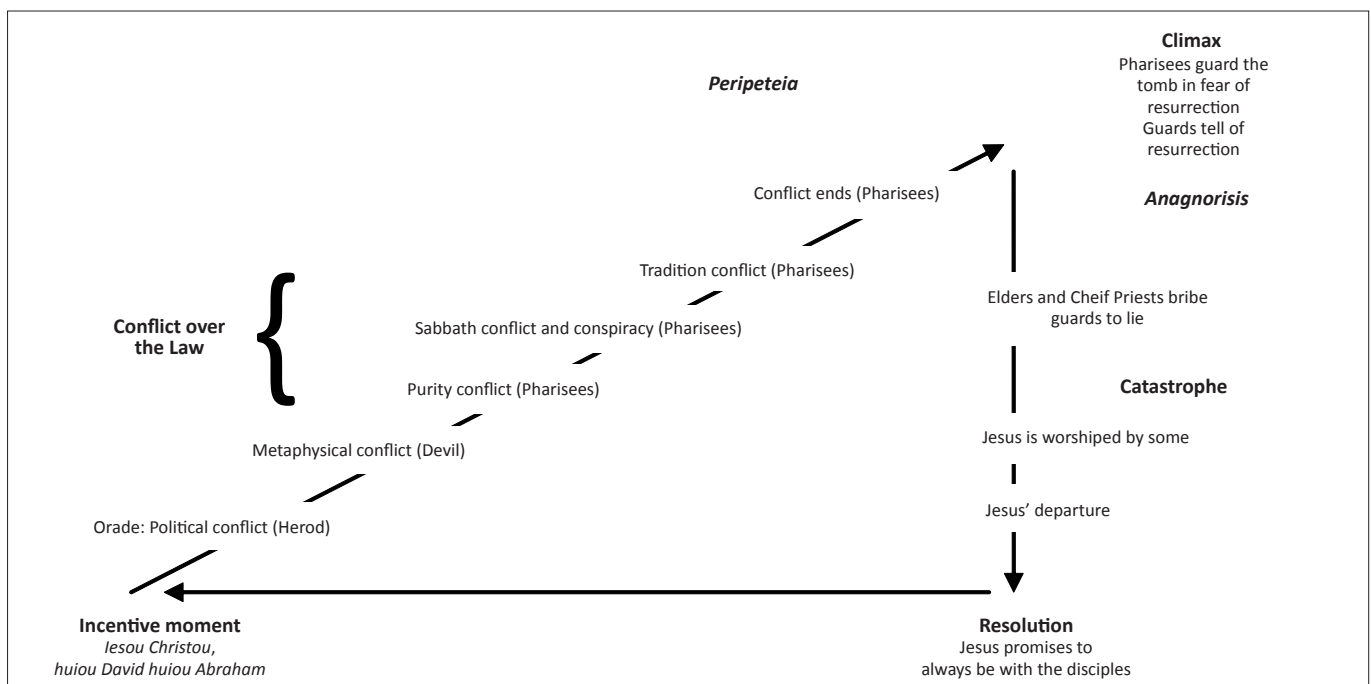 Climax
Pharisees guard the
tomb in fear of
resurrection
Guards tell of
resurrection
Peripeteia
Conflict ends (Pharisees)
Anagnorisis
Tradition conflict (Pharisees)
Elders and Cheif Priests bribe
guards to lie
Conflict over
the Law
{
Sabbath conflict and conspiracy (Pharisees)
Purity conflict (Pharisees)
Catastrophe
Metaphysical conflict (Devil)
Jesus is worshiped by some
Orade: Political conflict (Herod)
Jesus’ departure
Incentive moment
Iesou Christou,
huiou David huiou Abraham
Resolution
Jesus promises to
always be with the disciples